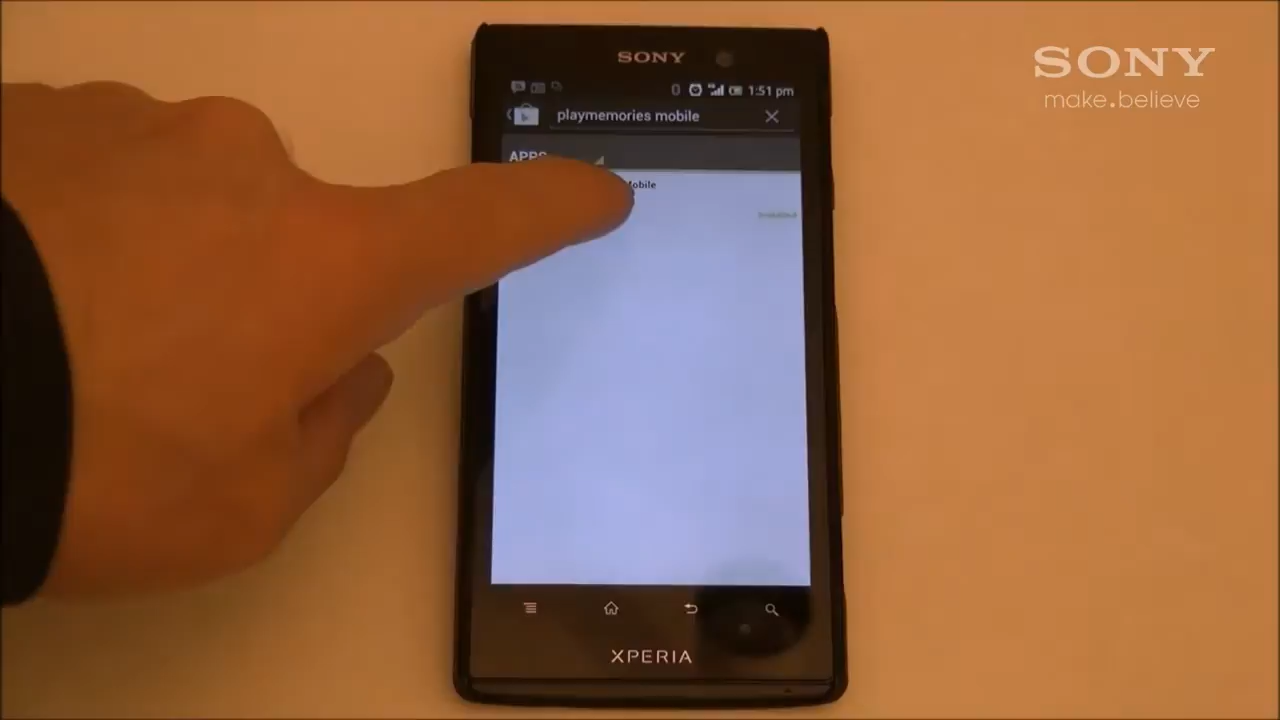 SONY
make.believe
SONY
1:51 pm
playmemories mobile
APPS
Mobile
XPERIA